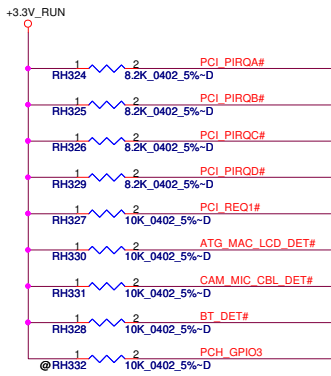 +3.3V_RUN
1 2 PCI_PIRQA#
RH324 8.2K_0402_5%~D
1 2 PCI_PIRQB#
RH325 8.2K_0402_5%~D
1 2 PCI_PIRQC#
RH326 8.2K_0402_5%~D
1 2 PCI_PIRQD#
RH329 8.2K_0402_5%~D
1 2 PCI_REQ1#
RH327 10K_0402_5%~D
1 2 ATG_MAC_LCD_DET#
RH330 10K_0402_5%~D
1 2 CAM_MIC_CBL_DET#
RH331 10K_0402_5%~D
1 2 BT_DET#
RH328 10K_0402_5%~D
1 2 PCH_GPIO3
@RH332 10K_0402_5%~D